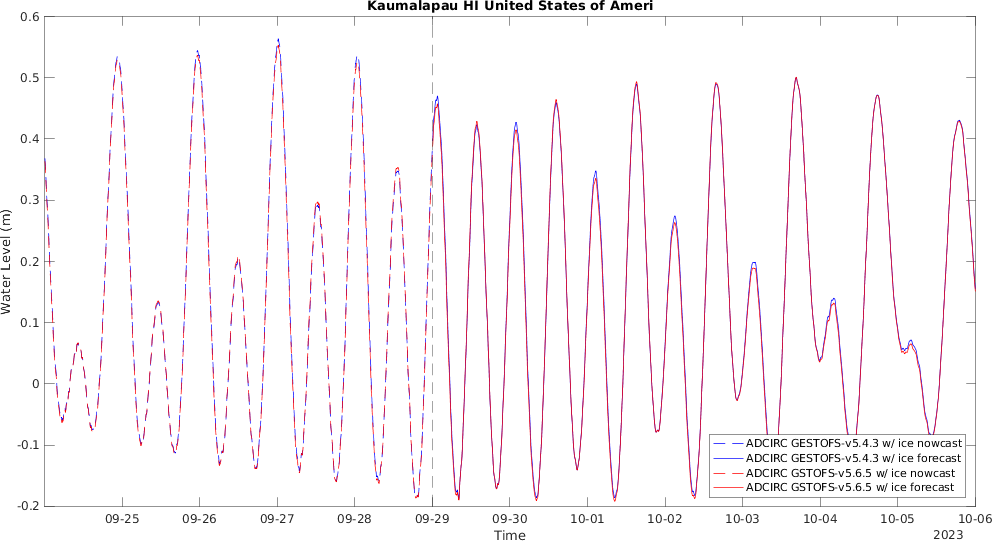 Kaumalapau HI United States of Ameri
0.6
0.5
0.4
0.3
0.2
0.1
0
-0.1
-0.2
Water Level (m)
ADCIRC GESTOFS-v5.4.3 w/ ice nowcast
ADCIRC GESTOFS-v5.4.3 w/ ice forecast
ADCIRC GSTOFS-v5.6.5 w/ ice nowcast
ADCIRC GSTOFS-v5.6.5 w/ ice forecast
09-25 09-26 09-27 09-28 09-29 09-30 10-01 10-02 10-03 10-04 10-05 10-06
Time
2023